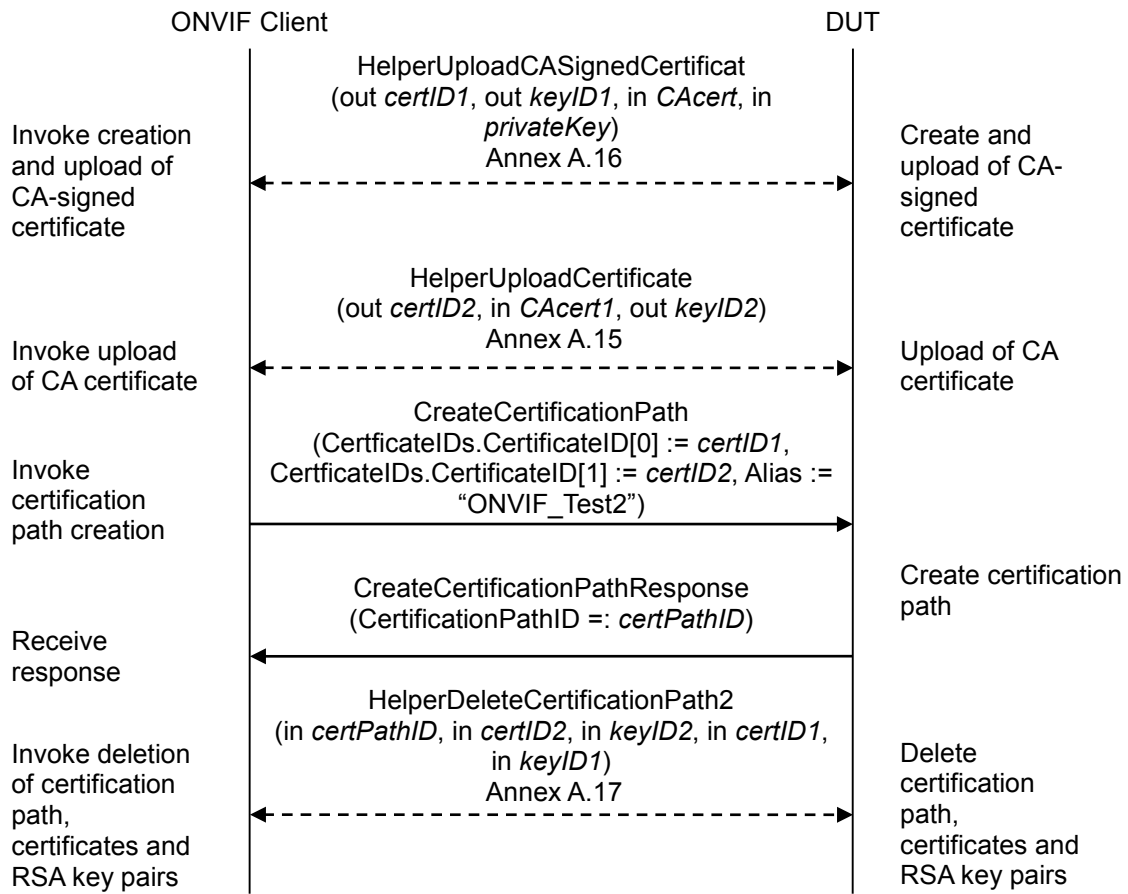 ONVIF Client
DUT
HelperUploadCASignedCertificat
(out certID1, out keyID1, in CAcert, in
privateKey)
Annex A.16
Invoke creation
and upload of
CA-signed
certificate
Create and
upload of CA-
signed
certificate
HelperUploadCertificate
(out certID2, in CAcert1, out keyID2)
Annex A.15
Invoke upload
of CA certificate
Upload of CA
certificate
CreateCertificationPath
(CertficateIDs.CertificateID[0] := certID1,
CertficateIDs.CertificateID[1] := certID2, Alias :=
“ONVIF_Test2”)
Invoke
certification
path creation
Create certification
path
CreateCertificationPathResponse
(CertificationPathID =: certPathID)
Receive
response
HelperDeleteCertificationPath2
(in certPathID, in certID2, in keyID2, in certID1,
in keyID1)
Annex A.17
Invoke deletion
of certification
path,
certificates and
RSA key pairs
Delete
certification
path,
certificates and
RSA key pairs